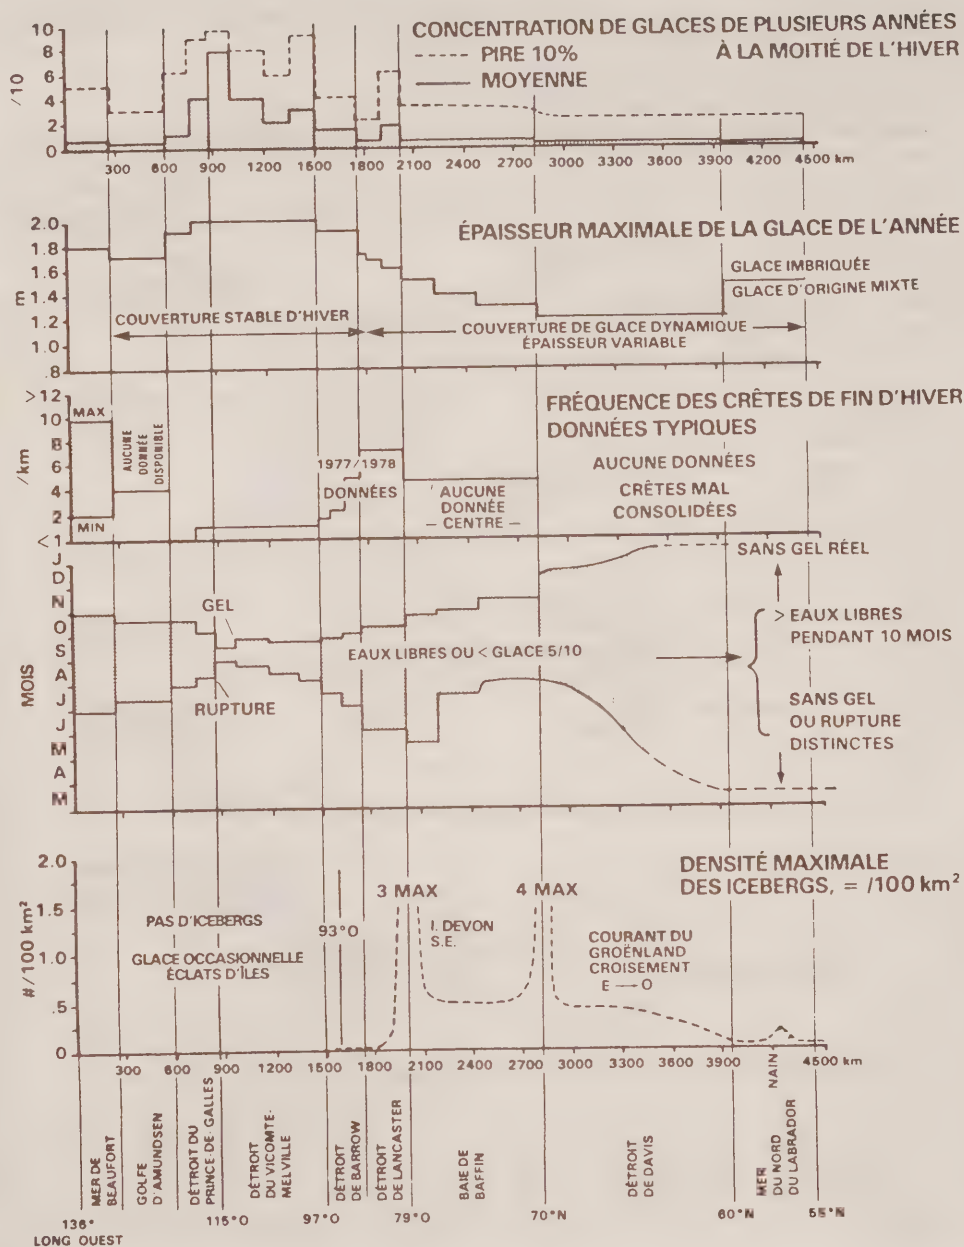 CONCENTRATION DE GLACES DE PLUSIEURS ANNÉES
À LA MOITIÉ DE L'HIVER
PIRE 10%
MOYENNE
/10
10
8
6
4
2
0
300 600 900 1200 1500 1800 2100 2400 2700 3000 3600 3900 4200 4500 km
ÉPAISSEUR MAXIMALE DE LA GLACE DE L'ANNÉE
m
2.0
1.8
1.6
1.4
1.2
1.0
.8
GLACE IMBRIQUÉE
GLACE D'ORIGINE MIXTE
COUVERTURE STABLE D'HIVER
COUVERTURE DE GLACE DYNAMIQUE
ÉPAISSEUR VARIABLE
FRÉQUENCE DES CRÊTES DE FIN D'HIVER
DONNÉES TYPIQUES
/km
>12
10
8
6
4
2
<1
MAX
MIN
AUCUNE
DONNÉE
DISPONIBLE
1977/1978
DONNÉES
AUCUNE
DONNÉE
— CENTRE —
AUCUNE DONNÉES
CRÊTES MAL
CONSOLIDÉES
MOIS
J
D
N
O
S
A
J
J
M
A
M
GEL
RUPTURE
EAUX LIBRES OU < GLACE 5/10
SANS GEL RÉEL
> EAUX LIBRES
PENDANT 10 MOIS
SANS GEL
OU RUPTURE
DISTINCTES
DENSITÉ MAXIMALE
DES ICEBERGS, = /100 km²
#/100 km²
2.0
1.5
1.0
.5
0
PAS D'ICEBERGS
GLACE OCCASIONNELLE
ÉCLATS D'ÎLES
93°O
3 MAX
I. DEVON
S.E.
4 MAX
COURANT DU
GROËNLAND
CROISEMENT
E → O
300 600 900 1200 1500 1800 2100 2400 2700 3000 3300 3600 3900 4500 km
NAIN
MER DE
BEAUFORT
GOLFE
D'AMUNDSEN
DÉTROIT DU
PRINCE-DE-GALLES
DÉTROIT
DU VICOMTE-
MELVILLE
DÉTROIT
DE BARROW
DÉTROIT
DE LANCASTER
BAIE DE
BAFFIN
DÉTROIT
DE DAVIS
MER
DU NORD
DU LABRADOR
136°
LONG OUEST
115°O
97°O
79°O
70°N
60°N
55°N